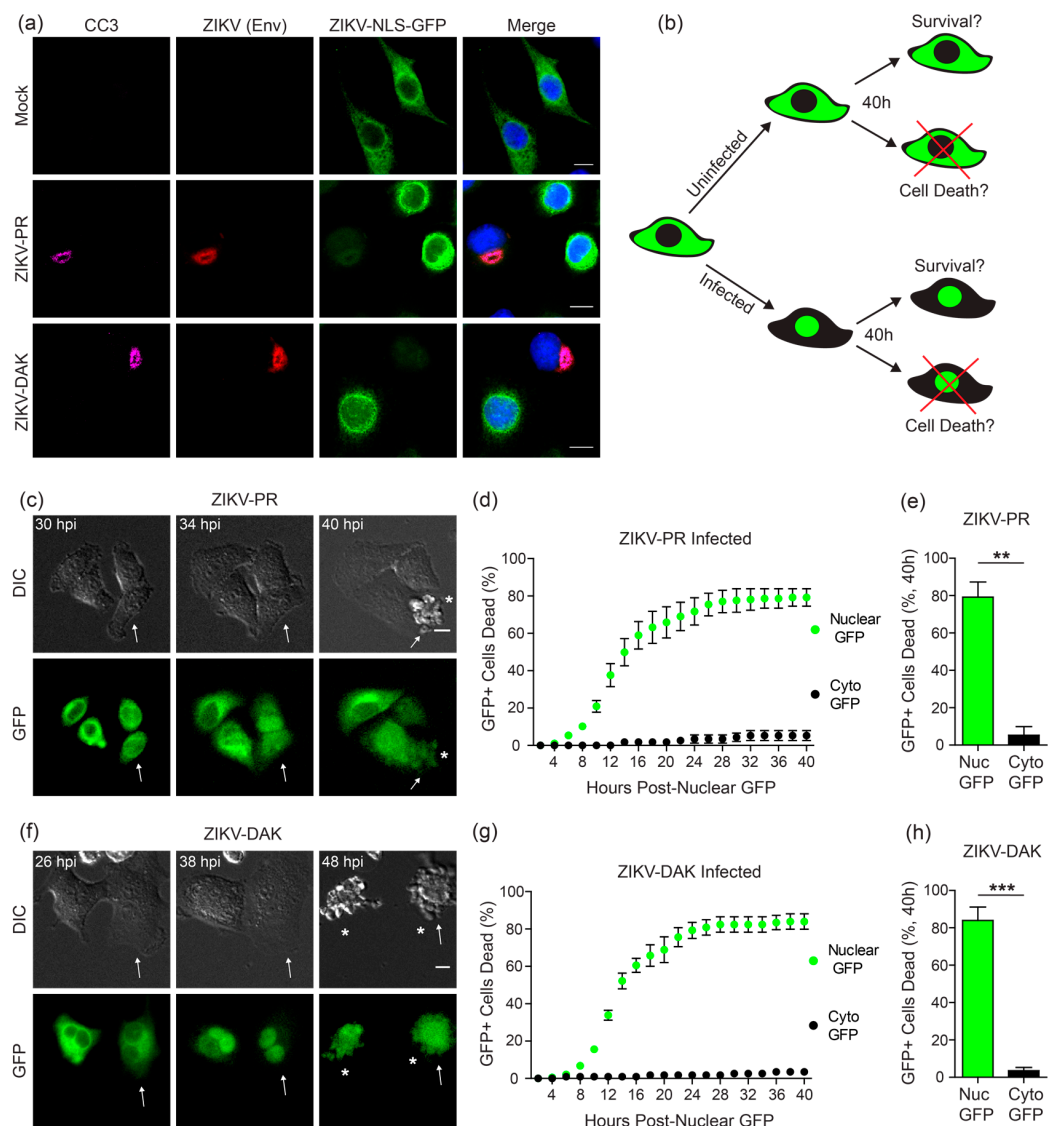 (a)
CC3 ZIKV (Env) ZIKV-NLS-GFP Merge
Mock
ZIKV-PR
ZIKV-DAK
(b)
Survival?
40h
Cell Death?
Uninfected
Infected
Survival?
40h
Cell Death?
(c)
ZIKV-PR
30 hpi 34 hpi 40 hpi
DIC
*
GFP
*
(d)
ZIKV-PR Infected
GFP+ Cells Dead (%)
100
80
60
40
20
0
4 8 12 16 20 24 28 32 36 40
Hours Post-Nuclear GFP
Nuclear
GFP
Cyto
GFP
(e)
ZIKV-PR
GFP+ Cells Dead (%, 40h)
100
80
60
40
20
0
**
Nuc Cyto
GFP GFP
(f)
ZIKV-DAK
26 hpi 38 hpi 48 hpi
DIC
* *
GFP
* *
(g)
ZIKV-DAK Infected
GFP+ Cells Dead (%)
100
80
60
40
20
0
4 8 12 16 20 24 28 32 36 40
Hours Post-Nuclear GFP
Nuclear
GFP
Cyto
GFP
(h)
ZIKV-DAK
GFP+ Cells Dead (%, 40h)
100
80
60
40
20
0
***
Nuc Cyto
GFP GFP